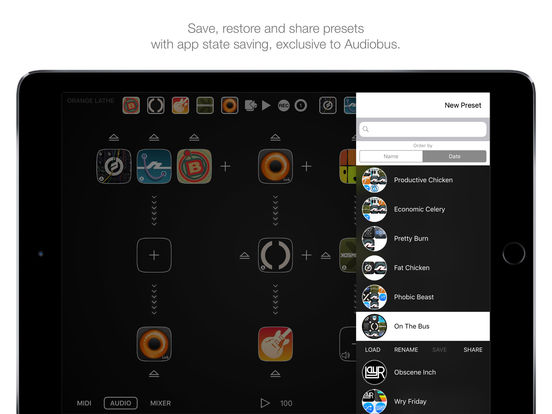 Save, restore and share presets
with app state saving, exclusive to Audiobus.
ORANGE LATHE
REC
New Preset
Order by
Name
Date
Productive Chicken
Economic Celery
Pretty Burn
Fat Chicken
Phobic Beast
On The Bus
LOAD
RENAME
SAVE
SHARE
Obscene Inch
Wry Friday
MIDI
AUDIO
MIXER
100